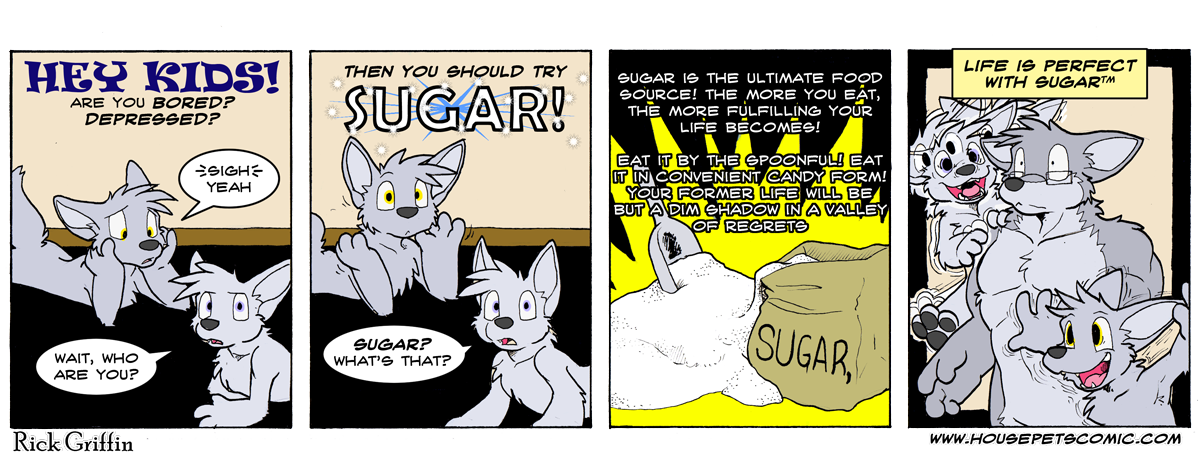 HEY KIDS!
ARE YOU BORED?
DEPRESSED?
SIGH
YEAH
WAIT, WHO
ARE YOU?
THEN YOU SHOULD TRY
SUGAR!
SUGAR?
WHAT'S THAT?
SUGAR IS THE ULTIMATE FOOD
SOURCE! THE MORE YOU EAT,
THE MORE FULFILLING YOUR
LIFE BECOMES!
EAT IT BY THE SPOONFUL! EAT
IT IN CONVENIENT CANDY FORM!
YOUR FORMER LIFE WILL BE
BUT A DIM SHADOW IN A VALLEY
OF REGRETS
SUGAR,
LIFE IS PERFECT
WITH SUGAR™
Rick Griffin
WWW.HOUSEPETSCOMIC.COM